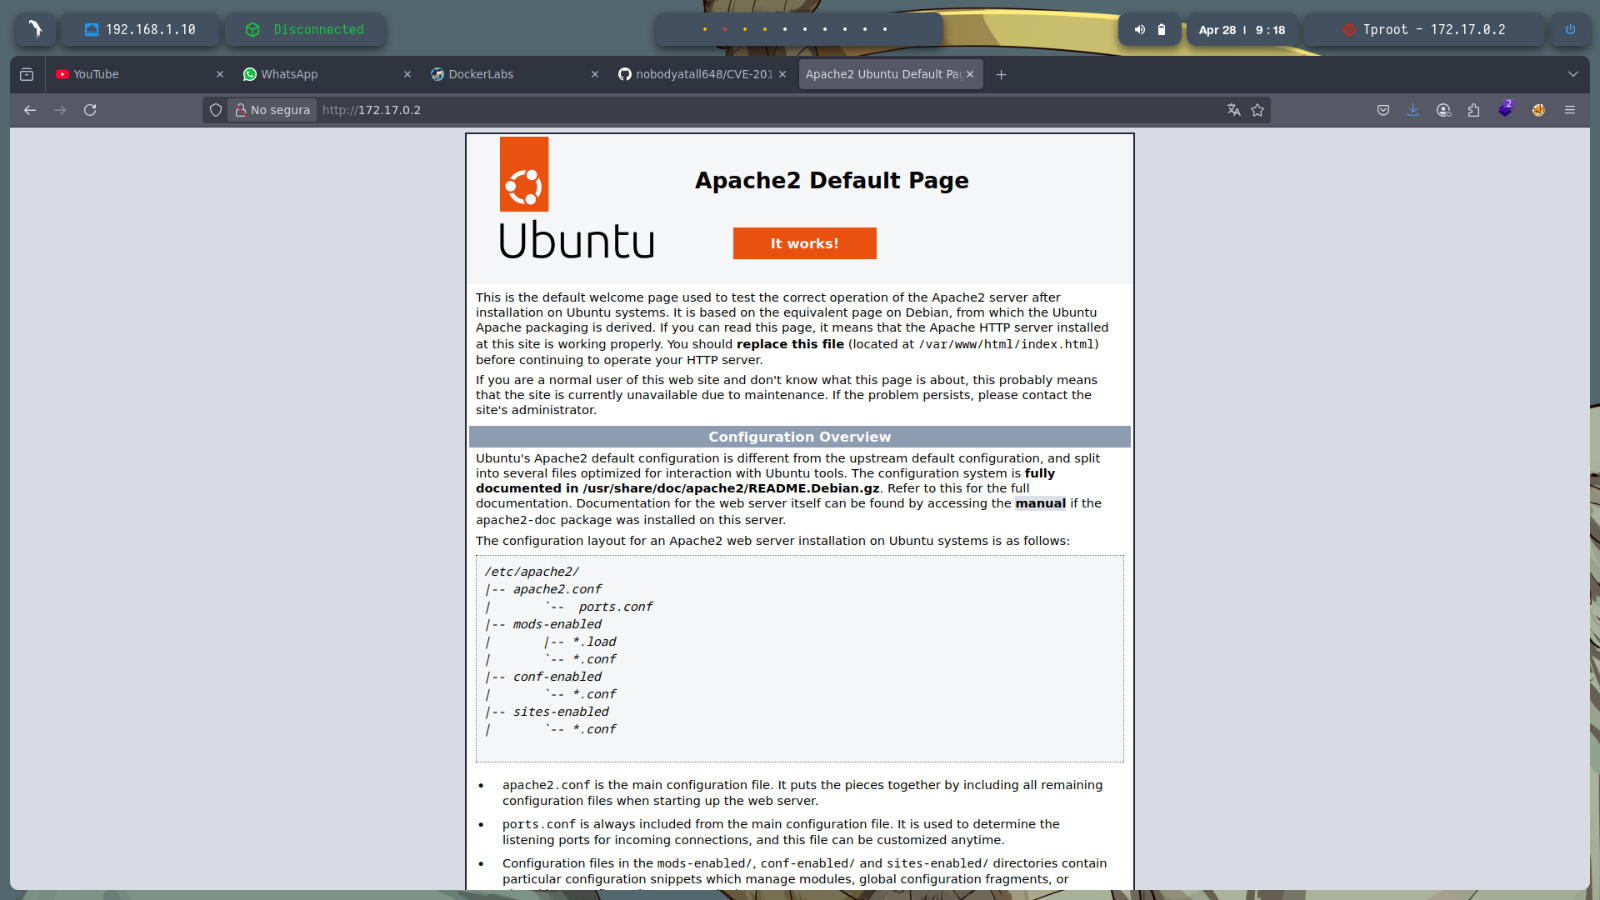 192.168.1.10
Disconnected
Apr 28 | 9:18
Tproot - 172.17.0.2
YouTube
WhatsApp
DockerLabs
nobodyatall648/CVE-201
Apache2 Ubuntu Default Pag
No segura
http://172.17.0.2
2
Apache2 Default Page
Ubuntu
It works!
This is the default welcome page used to test the correct operation of the Apache2 server after
installation on Ubuntu systems. It is based on the equivalent page on Debian, from which the Ubuntu
Apache packaging is derived. If you can read this page, it means that the Apache HTTP server installed
at this site is working properly. You should replace this file (located at /var/www/html/index.html)
before continuing to operate your HTTP server.
If you are a normal user of this web site and don't know what this page is about, this probably means
that the site is currently unavailable due to maintenance. If the problem persists, please contact the
site's administrator.
Configuration Overview
Ubuntu's Apache2 default configuration is different from the upstream default configuration, and split
into several files optimized for interaction with Ubuntu tools. The configuration system is fully
documented in /usr/share/doc/apache2/README.Debian.gz. Refer to this for the full
documentation. Documentation for the web server itself can be found by accessing the manual if the
apache2-doc package was installed on this server.
The configuration layout for an Apache2 web server installation on Ubuntu systems is as follows:
/etc/apache2/
|-- apache2.conf
|       `--  ports.conf
|-- mods-enabled
|       |-- *.load
|       `-- *.conf
|-- conf-enabled
|       `-- *.conf
|-- sites-enabled
|       `-- *.conf
• apache2.conf is the main configuration file. It puts the pieces together by including all remaining
configuration files when starting up the web server.
• ports.conf is always included from the main configuration file. It is used to determine the
listening ports for incoming connections, and this file can be customized anytime.
• Configuration files in the mods-enabled/, conf-enabled/ and sites-enabled/ directories contain
particular configuration snippets which manage modules, global configuration fragments, or